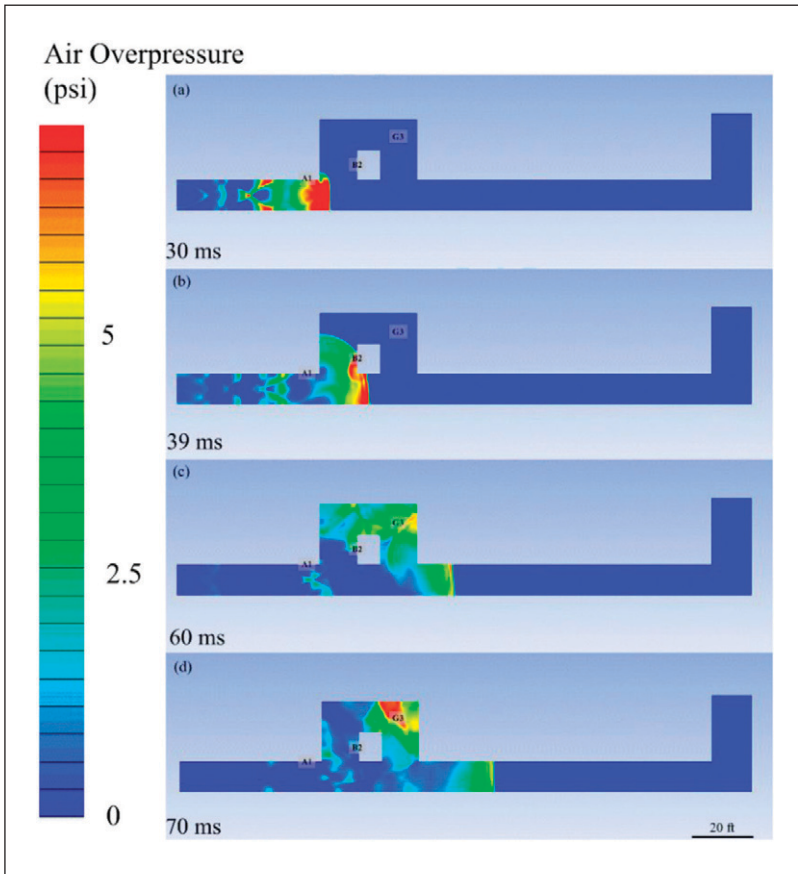 Air Overpressure
(psi)
5
2.5
0
(a)
G3
B2
A1
30 ms
(b)
G3
B2
A1
39 ms
(c)
G3
B2
A1
60 ms
(d)
G3
B2
A1
70 ms
20 ft